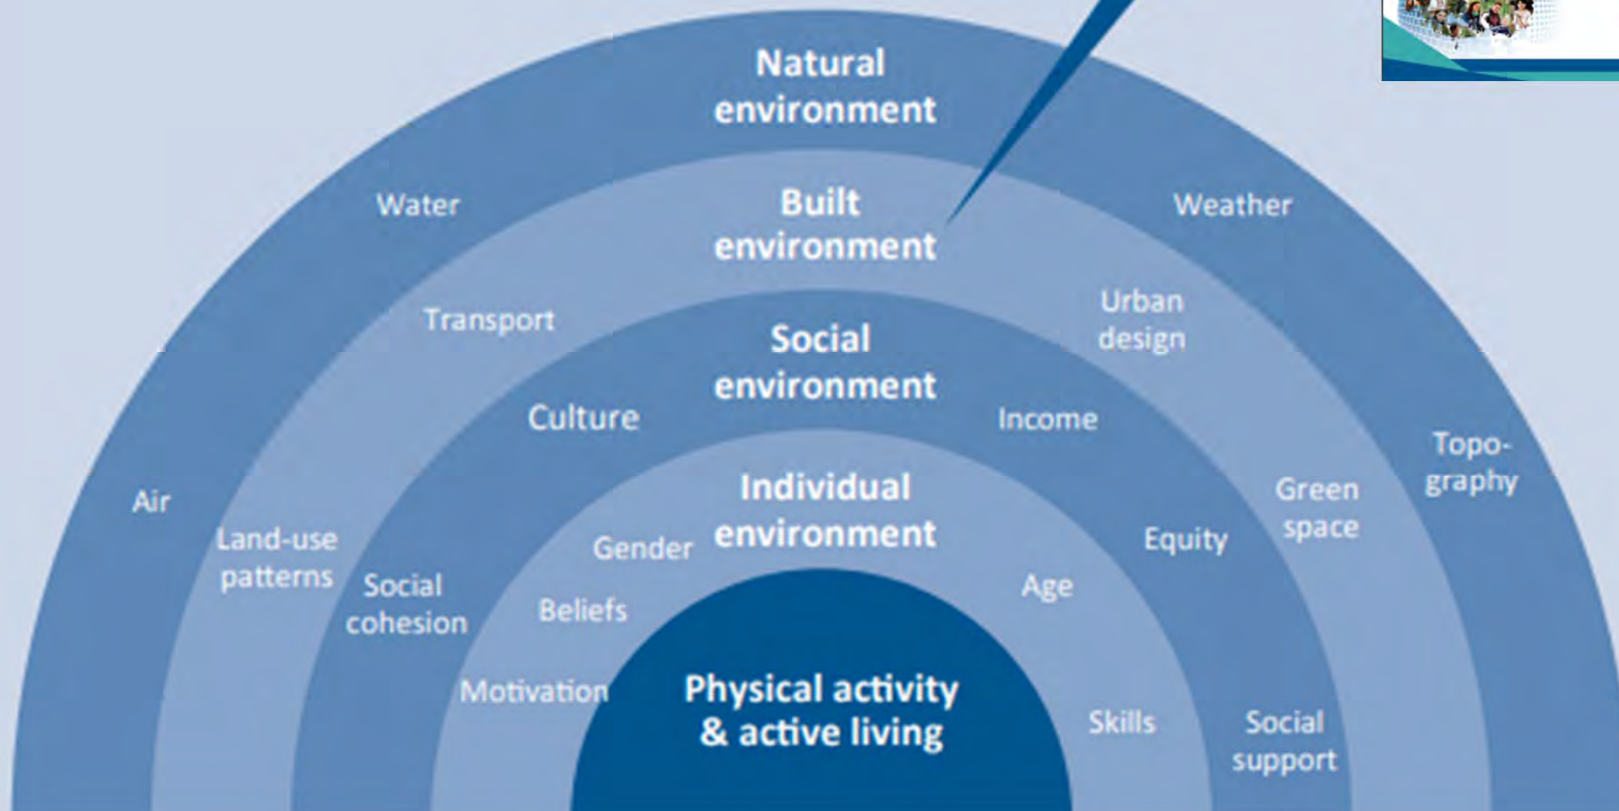 Natural
environment
Water
Weather
Built
environment
Transport
Urban
design
Social
environment
Culture
Income
Topo-
graphy
Air
Green
space
Individual
environment
Land-use
patterns
Equity
Gender
Social
cohesion
Age
Beliefs
Motivation
Physical activity
& active living
Skills
Social
support